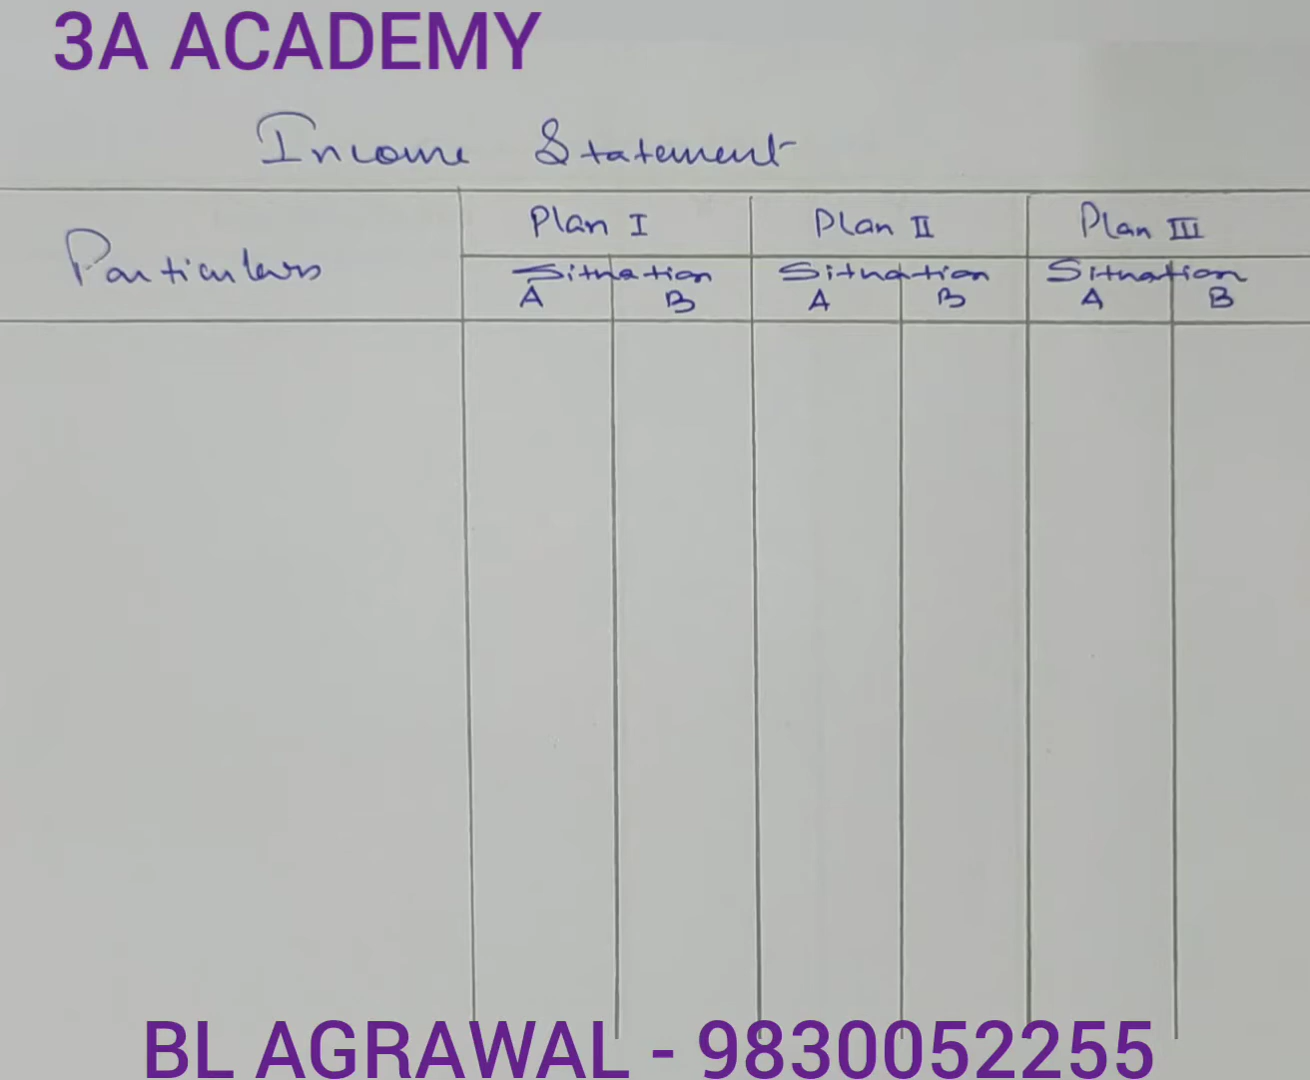 3A ACADEMY
Income Statement
Particulars
Plan I Plan II Plan III
Situation Situation Situation
A B A B A B
BL AGRAWAL - 9830052255